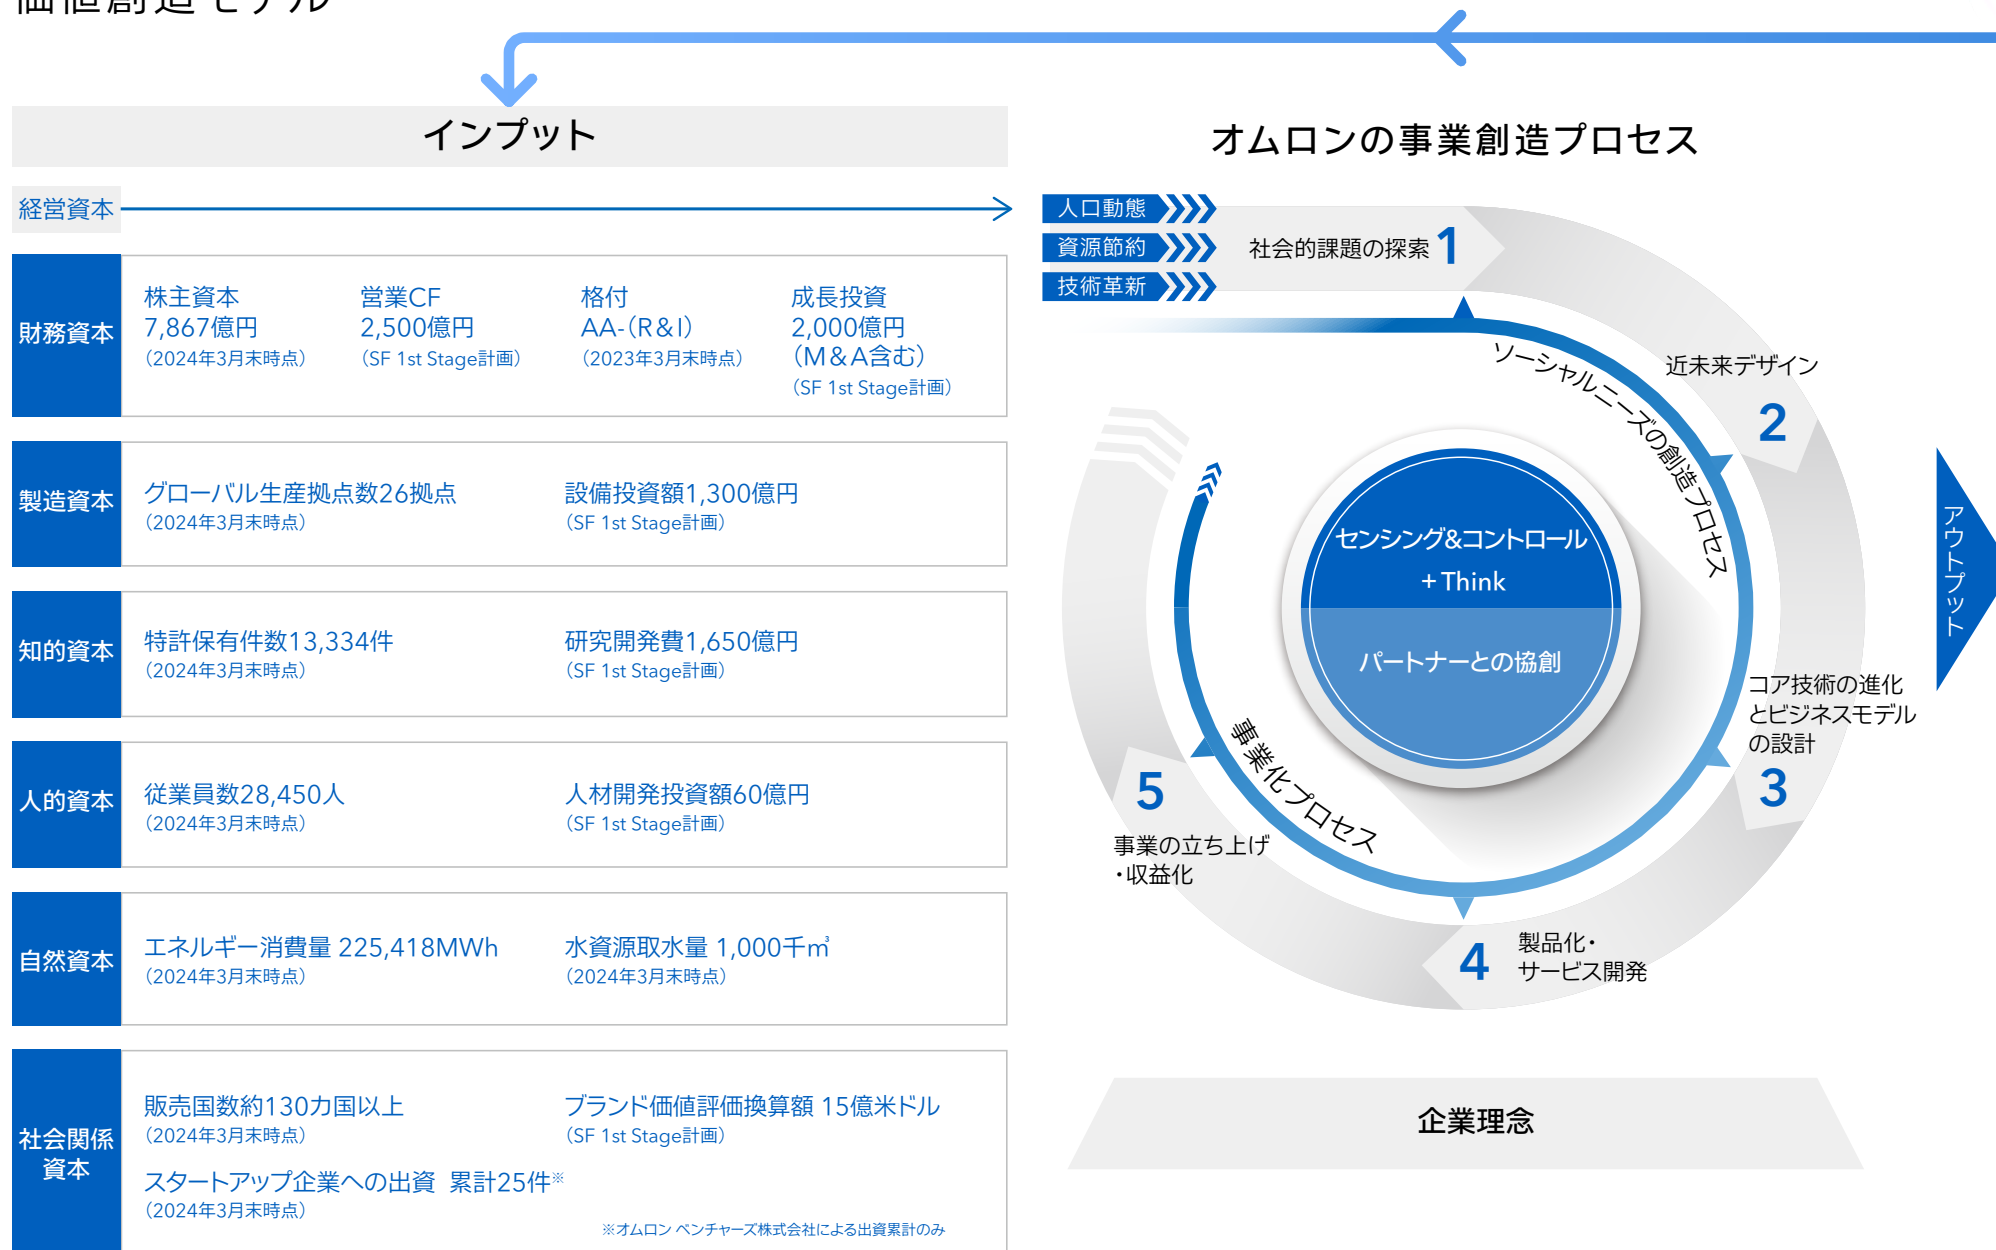 価値創造モデル
インプット
経営資本
財務資本
株主資本
7,867億円
（2024年3月末時点）
営業CF
2,500億円
（SF 1st Stage計画）
格付
AA-（R&I）
（2023年3月末時点）
成長投資
2,000億円
（M&A含む）
（SF 1st Stage計画）
製造資本
グローバル生産拠点数26拠点
（2024年3月末時点）
設備投資額1,300億円
（SF 1st Stage計画）
知的資本
特許保有件数13,334件
（2024年3月末時点）
研究開発費1,650億円
（SF 1st Stage計画）
人的資本
従業員数28,450人
（2024年3月末時点）
人材開発投資額60億円
（SF 1st Stage計画）
自然資本
エネルギー消費量 225,418MWh
（2024年3月末時点）
水資源取水量 1,000千㎥
（2024年3月末時点）
社会関係
資本
販売国数約130カ国以上
（2024年3月末時点）
ブランド価値評価換算額 15億米ドル
（SF 1st Stage計画）
スタートアップ企業への出資 累計25件※
（2024年3月末時点）
※オムロン ベンチャーズ株式会社による出資累計のみ
オムロンの事業創造プロセス
人口動態
資源節約
技術革新
社会的課題の探索 1
近未来デザイン
2
ソーシャルニーズの創造プロセス
センシング&コントロール
+Think
パートナーとの協創
コア技術の進化
とビジネスモデル
の設計
3
事業化プロセス
5
事業の立ち上げ
・収益化
4
製品化・
サービス開発
企業理念
アウトプット